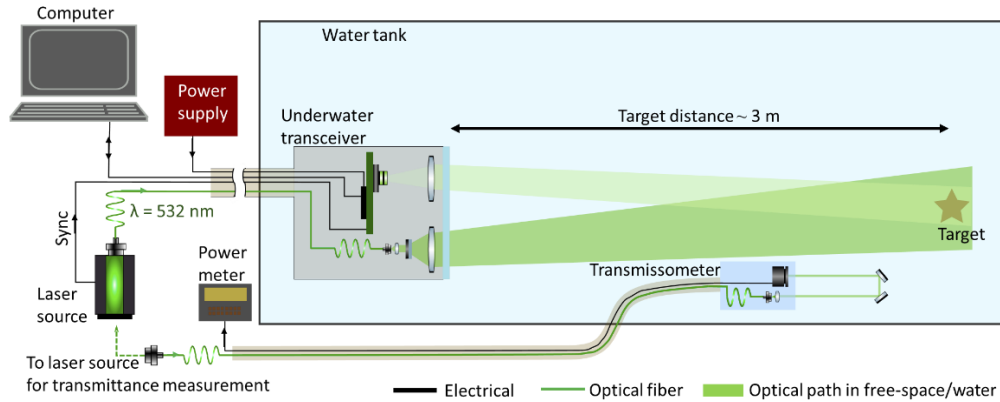 Computer
Water tank
Power
supply
Underwater
transceiver
Target distance ~ 3 m
λ = 532 nm
Sync
Target
Power
meter
Transmissometer
Laser
source
To laser source
for transmittance measurement
Electrical
Optical fiber
Optical path in free-space/water